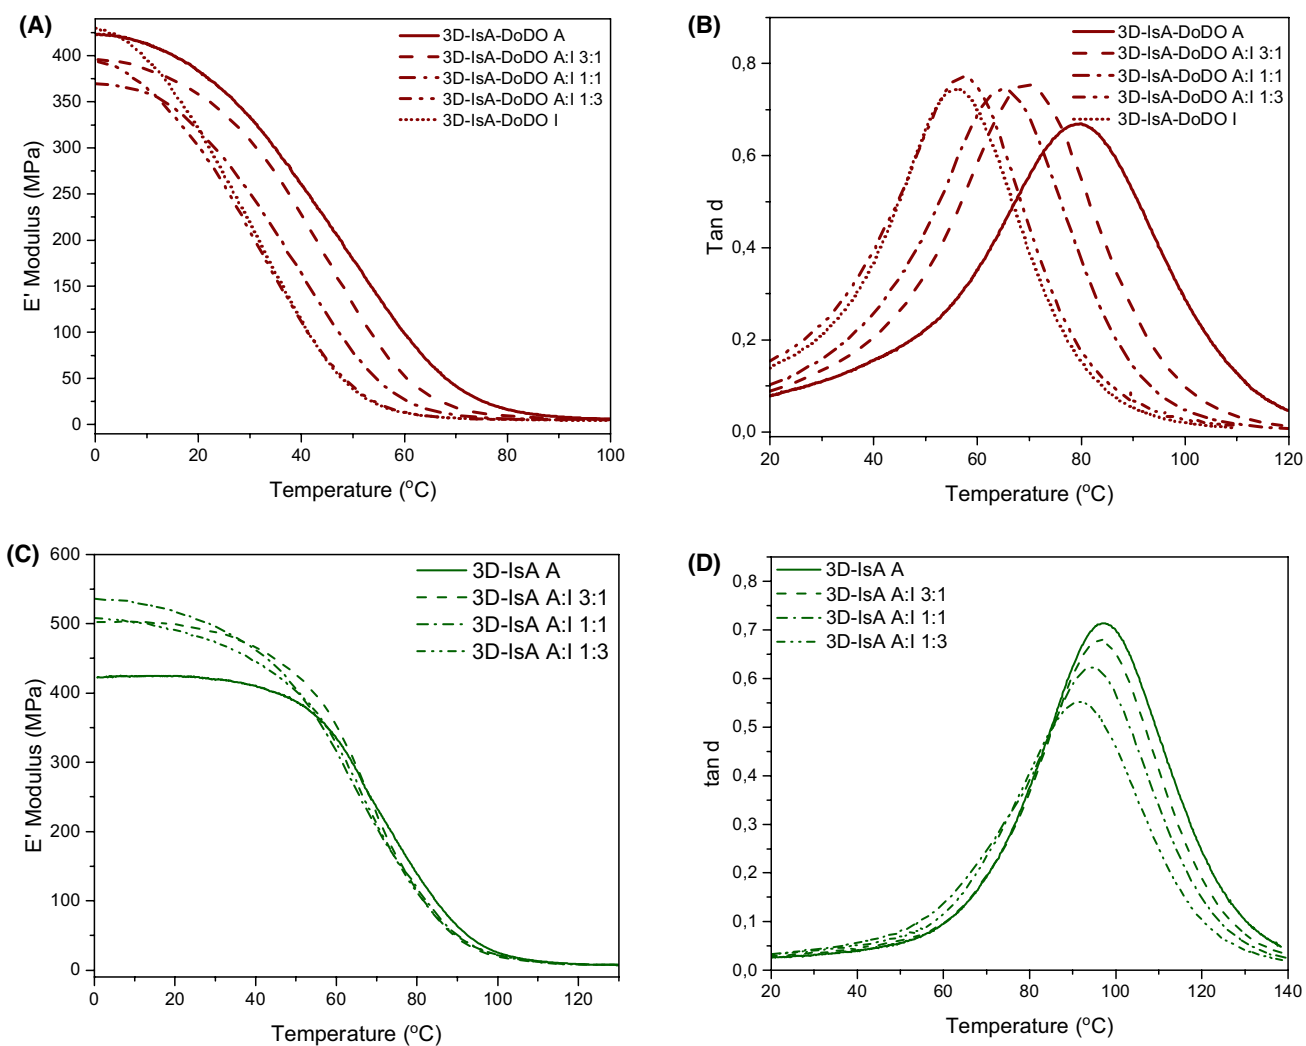 (A)
3D-IsA-DoDO A
3D-IsA-DoDO A:I 3:1
3D-IsA-DoDO A:I 1:1
3D-IsA-DoDO A:I 1:3
3D-IsA-DoDO I
400
350
300
250
200
150
100
50
0
E' Modulus (MPa)
0 20 40 60 80 100
Temperature (°C)
(B)
3D-IsA-DoDO A
3D-IsA-DoDO A:I 3:1
3D-IsA-DoDO A:I 1:1
3D-IsA-DoDO A:I 1:3
3D-IsA-DoDO I
0,8
0,6
0,4
0,2
0,0
Tan d
20 40 60 80 100 120
Temperature (°C)
(C)
3D-IsA A
3D-IsA A:I 3:1
3D-IsA A:I 1:1
3D-IsA A:I 1:3
600
500
400
300
200
100
0
E' Modulus (MPa)
0 20 40 60 80 100 120
Temperature (°C)
(D)
3D-IsA A
3D-IsA A:I 3:1
3D-IsA A:I 1:1
3D-IsA A:I 1:3
0,8
0,7
0,6
0,5
0,4
0,3
0,2
0,1
0,0
tan d
20 40 60 80 100 120 140
Temperature (°C)